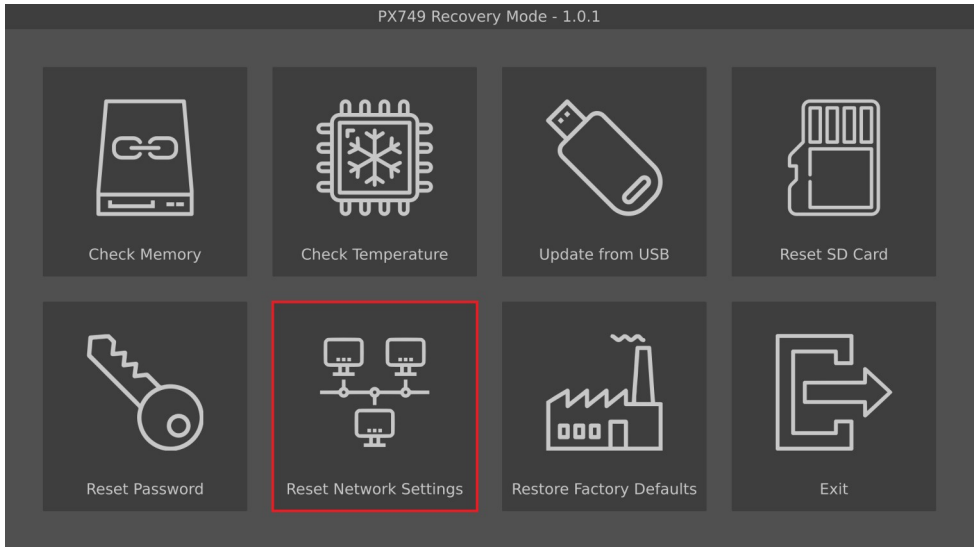 PX749 Recovery Mode - 1.0.1
Check Memory
Check Temperature
Update from USB
Reset SD Card
Reset Password
Reset Network Settings
Restore Factory Defaults
Exit